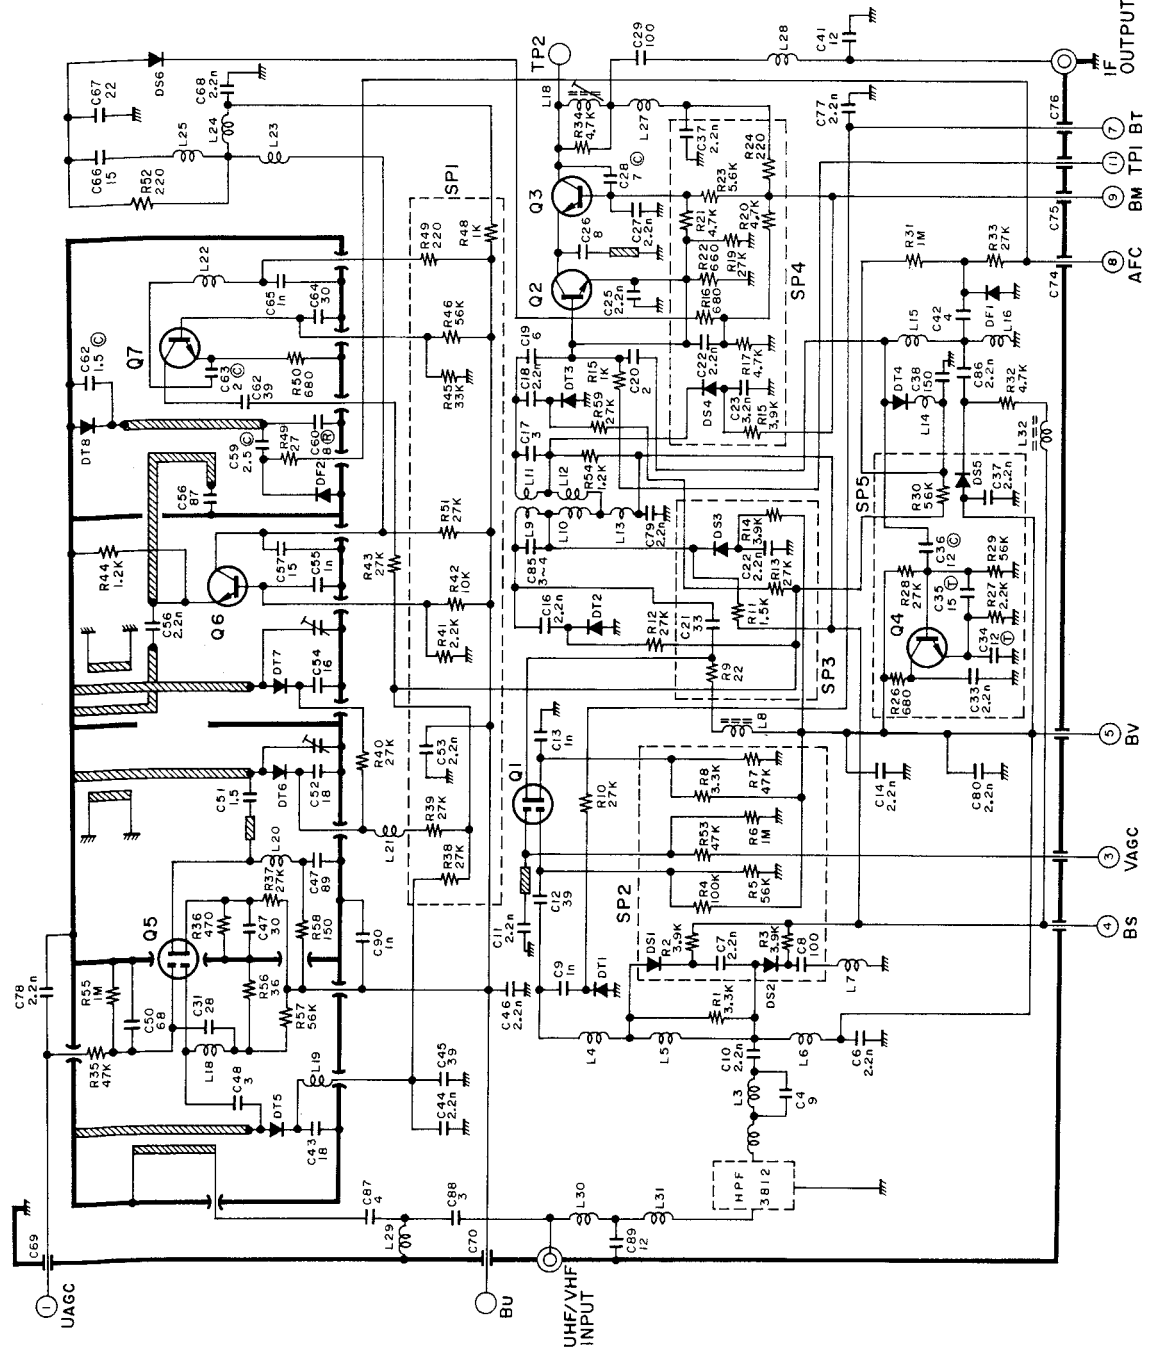 C67
22
DS6
C68
2.2n
C66
15
L25
L24
L23
R52
220
SP1
L22
R49
220
R48
1K
C65
1n
C64
30
R46
56K
R45
33K
Q7
C62
1.5 Ⓒ
C63
2 Ⓒ
C62
39
R50
680
DT8
C59
2.5 Ⓒ
R49
27
C60
8 Ⓡ
DF2
C56
87
R51
27K
R43
27K
R44
1.2K
C57
15
C55
1n
R42
10K
R41
2.2K
C56
2.2n
Q6
DT7
C54
16
R40
27K
C53
2.2n
C51
1.5
DT6
C52
18
L21
R39
27K
R38
27K
L20
R37
27K
C47
89
Q5
R36
470
C47
30
R58
150
C90
1n
C78
2.2n
R55
1M
C50
68
R56
36
C31
28
R57
56K
R35
47K
L18
C48
3
L19
DT5
C43
18
C45
39
C44
2.2n
C46
2.2n
C69
1
UAGC
C87
4
C88
3
L29
C70
BU
UHF/VHF
INPUT
L30
L31
C89
12
HPF
3812
L3
C4
9
C10
2.2n
L4
L5
L6
C6
2.2n
R1
3.3K
L7
DS1
R2
3.9K
C7
2.2n
DS2
R3
3.9K
C8
100
SP2
R4
100K
R5
56K
R53
47K
R6
1M
R8
3.3K
R7
47K
C9
1n
DT1
C11
2.2n
C12
39
Q1
C13
1n
R10
27K
L8
R9
22
C21
33
R12
27K
SP3
C16
2.2n
DT2
R11
1.5K
C22
2.2n
R13
27K
R14
3.9K
DS3
C85
3~4
L9
L10
L13
C79
2.2n
L11
L12
R54
1.2K
C17
3
C18
2.2n
C19
6
DT3
R59
27K
R15
1K
C20
2
DS4
C23
3.2n
R15
3.9K
C22
2.2n
R17
4.7K
R16
680
R22
660
R19
27K
R20
4.7K
R21
4.7K
R23
5.6K
R24
220
SP4
Q2
C25
2.2n
C26
8
C27
2.2n
C28
7 Ⓒ
Q3
R34
4.7K
L18
TP2
C29
100
L27
C37
2.2n
L28
C41
12
IF
OUTPUT
C77
2.2n
C76
7
BT
11
TP1
9
BM
C75
8
AFC
C74
R31
1M
R33
27K
L15
C42
4
DF1
L16
C86
2.2n
R32
4.7K
DT4
C38
150
L14
L32
SP5
R30
56K
DS5
C37
2.2n
C36
12 Ⓒ
R28
27K
R29
56K
C35
15 Ⓣ
R27
2.2K
C34
12 Ⓣ
C33
2.2n
Q4
R26
680
5
BV
C14
2.2n
C80
2.2n
3
VAGC
4
BS